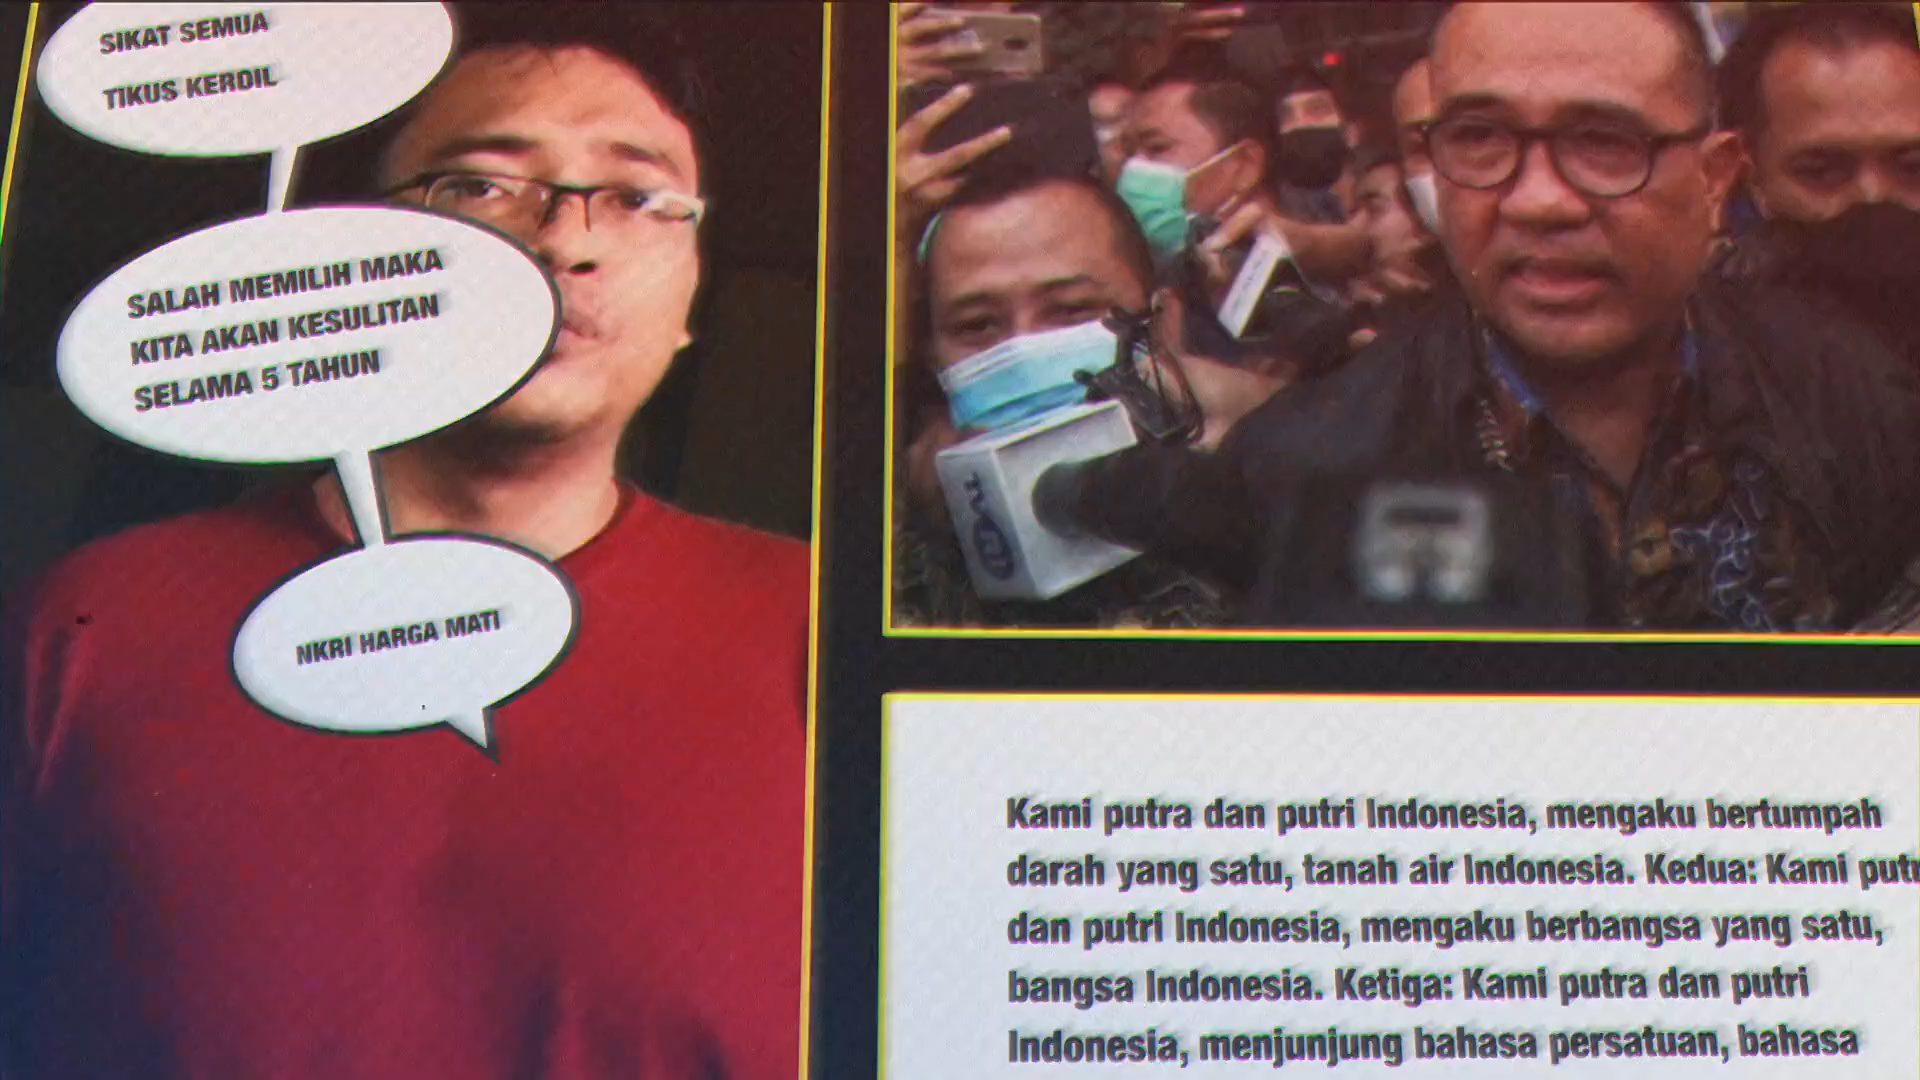 SIKAT SEMUA
TIKUS KERDIL
SALAH MEMILIH MAKA
KITA AKAN KESULITAN
SELAMA 5 TAHUN
NKRI HARGA MATI
Kami putra dan putri Indonesia, mengaku bertumpah
darah yang satu, tanah air Indonesia. Kedua: Kami putr
dan putri Indonesia, mengaku berbangsa yang satu,
bangsa Indonesia. Ketiga: Kami putra dan putri
Indonesia, menjunjung bahasa persatuan, bahasa